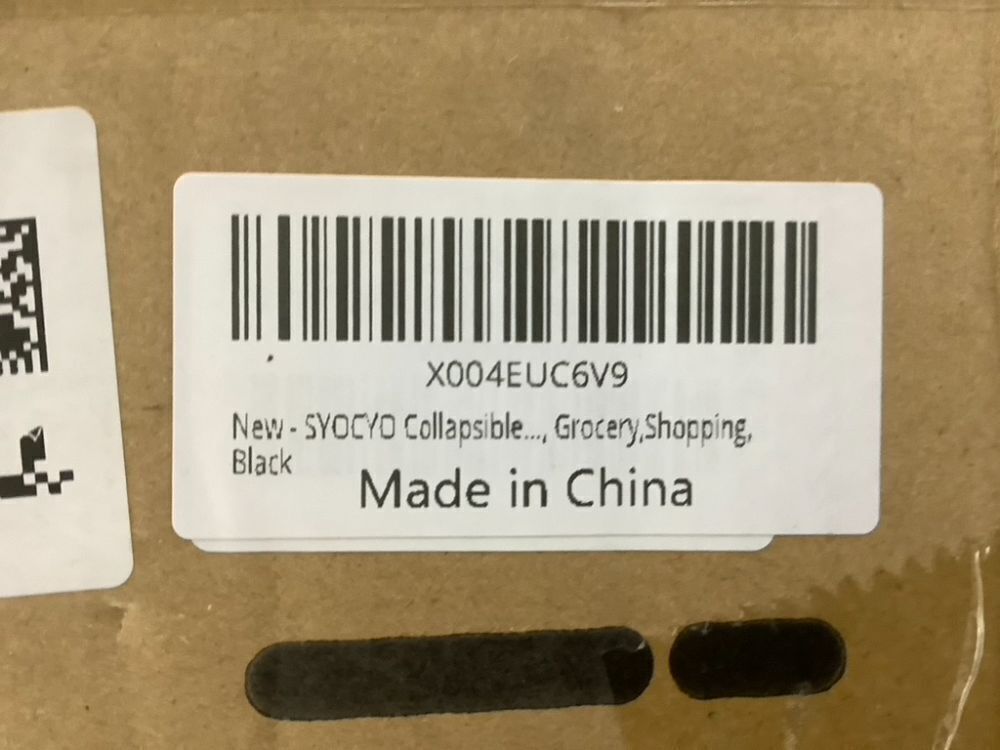 X004EUC6V9
New - SYOCYO Collapsible..., Grocery,Shopping,
Black
Made in China